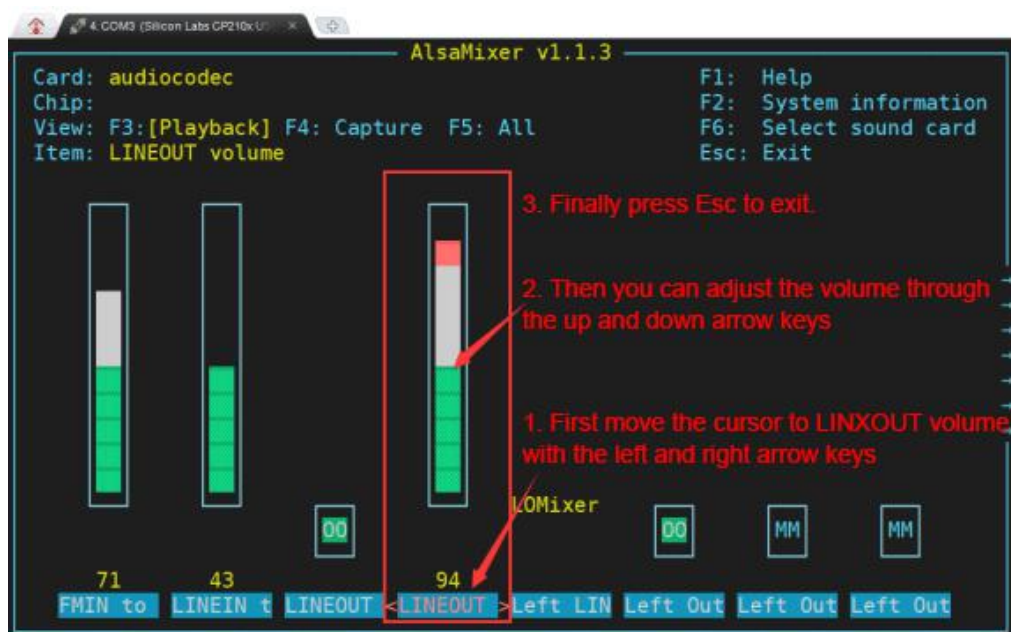 4. COM3 (Silicon Labs CP210x U
AlsaMixer v1.1.3
Card: audiocodec
F1: Help
Chip:
F2: System information
View: F3:[Playback] F4: Capture F5: All
F6: Select sound card
Item: LINEOUT volume
Esc: Exit
3. Finally press Esc to exit.
2. Then you can adjust the volume through
the up and down arrow keys
1. First move the cursor to LINXOUT volume
with the left and right arrow keys
LOMixer
OO
OO
MM
MM
71
43
94
FMIN to
LINEIN t
LINEOUT
<LINEOUT >
Left LIN
Left Out
Left Out
Left Out